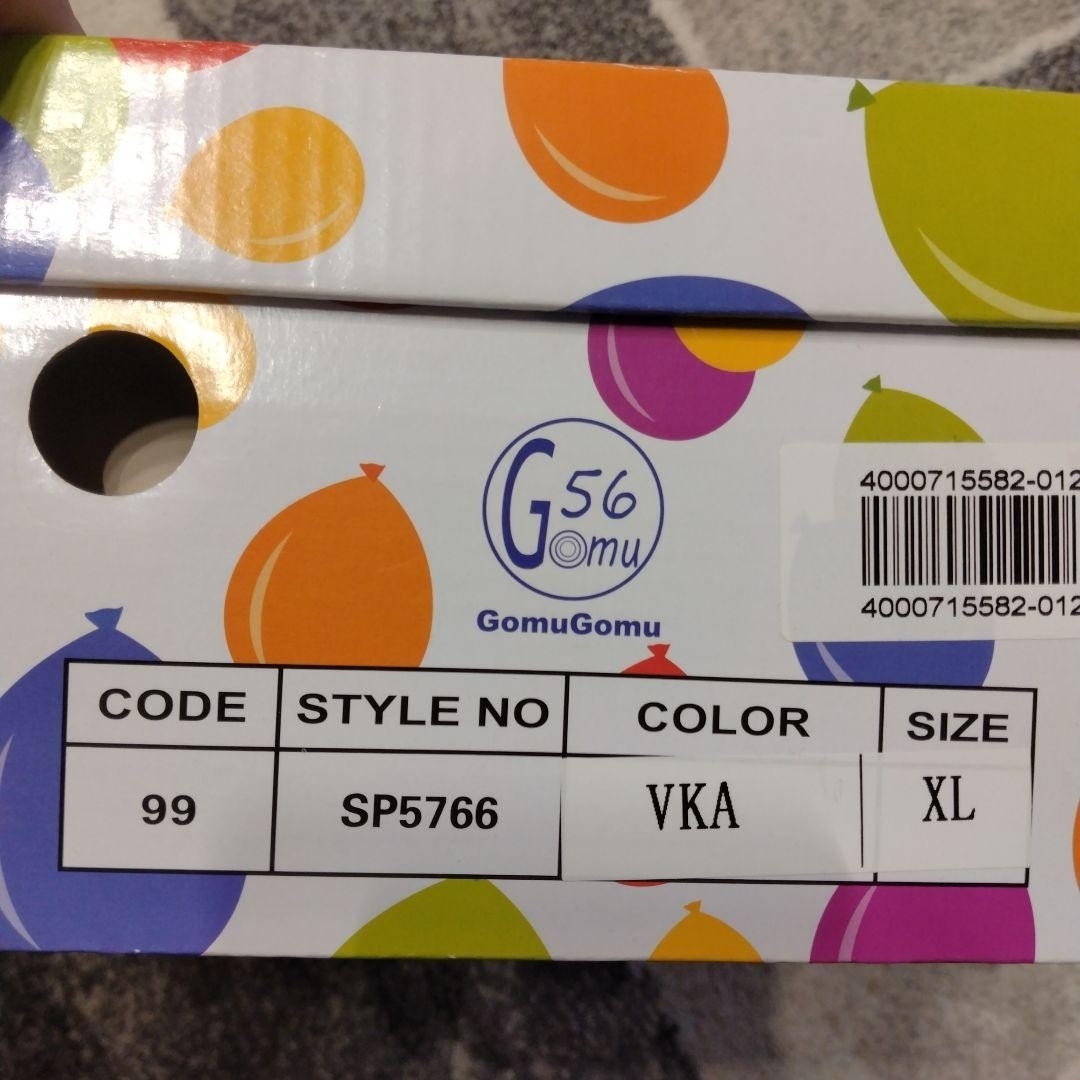 G56
Gomu
GomuGomu
4000715582-012
4000715582-012
CODE STYLE NO COLOR SIZE
99 SP5766 VKA XL